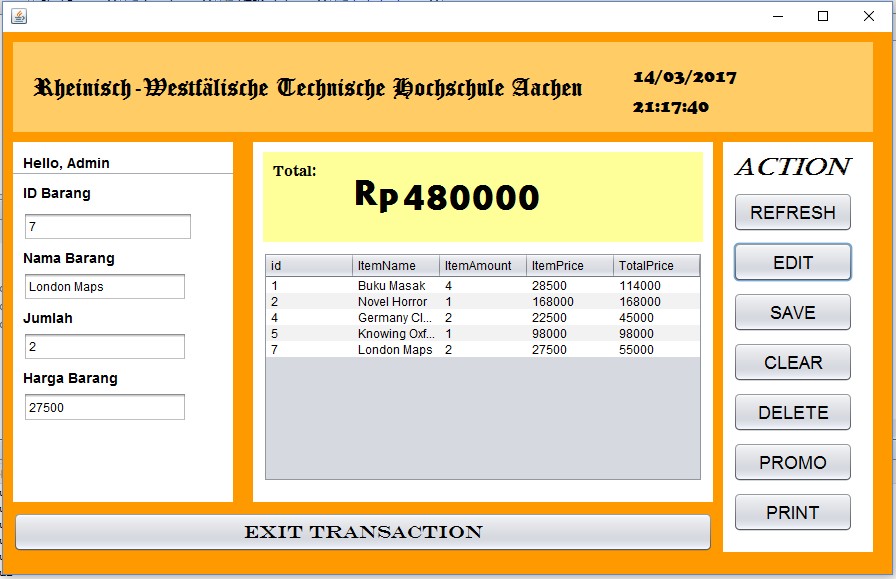 Rheinisch-Westfälische Technische Hochschule Aachen
14/03/2017
21:17:40
Hello, Admin
ID Barang
7
Nama Barang
London Maps
Jumlah
2
Harga Barang
27500
Total:
Rp 480000
id ItemName ItemAmount ItemPrice TotalPrice
1 Buku Masak 4 28500 114000
2 Novel Horror 1 168000 168000
4 Germany Cl... 2 22500 45000
5 Knowing Oxf... 1 98000 98000
7 London Maps 2 27500 55000
ACTION
REFRESH
EDIT
SAVE
CLEAR
DELETE
PROMO
PRINT
EXIT TRANSACTION